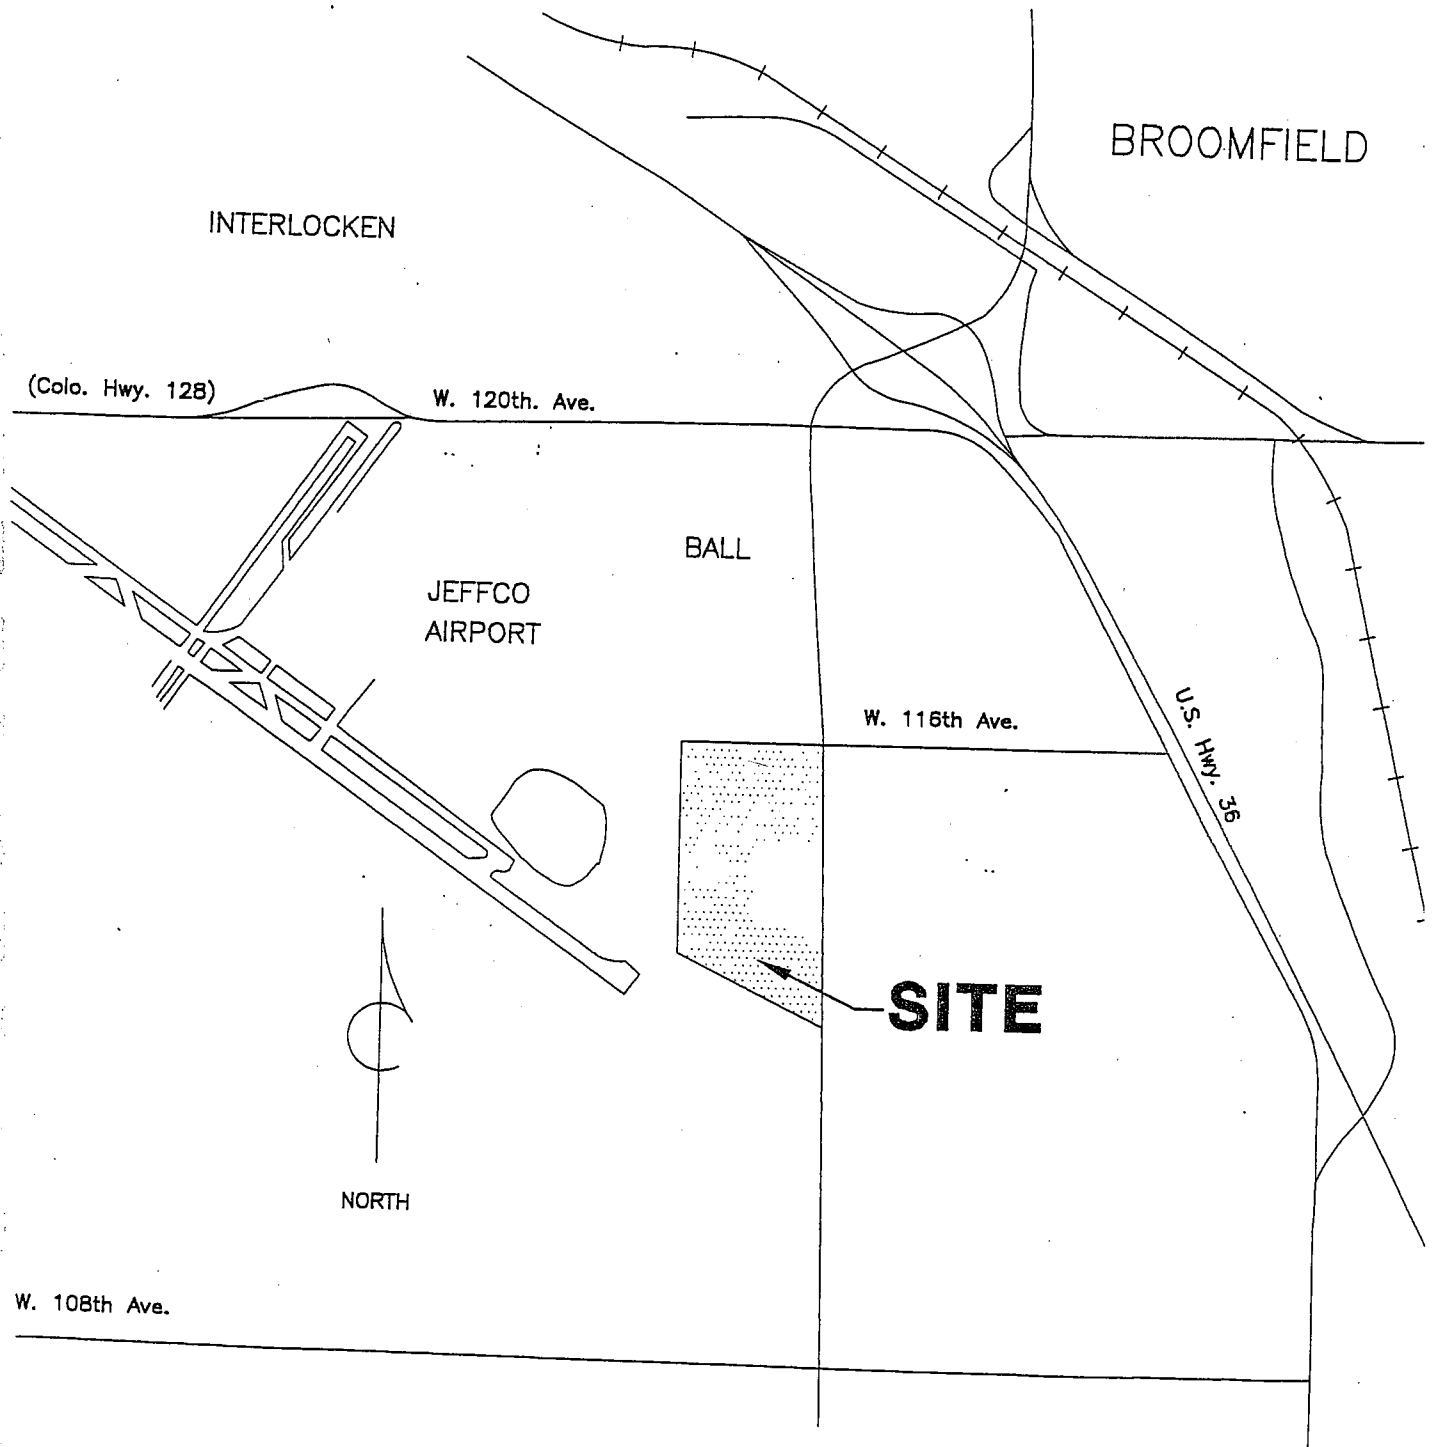 BROOMFIELD
INTERLOCKEN
(Colo. Hwy. 128)
W. 120th. Ave.
BALL
JEFFCO
AIRPORT
W. 116th Ave.
U.S. Hwy. 36
SITE
NORTH
W. 108th Ave.